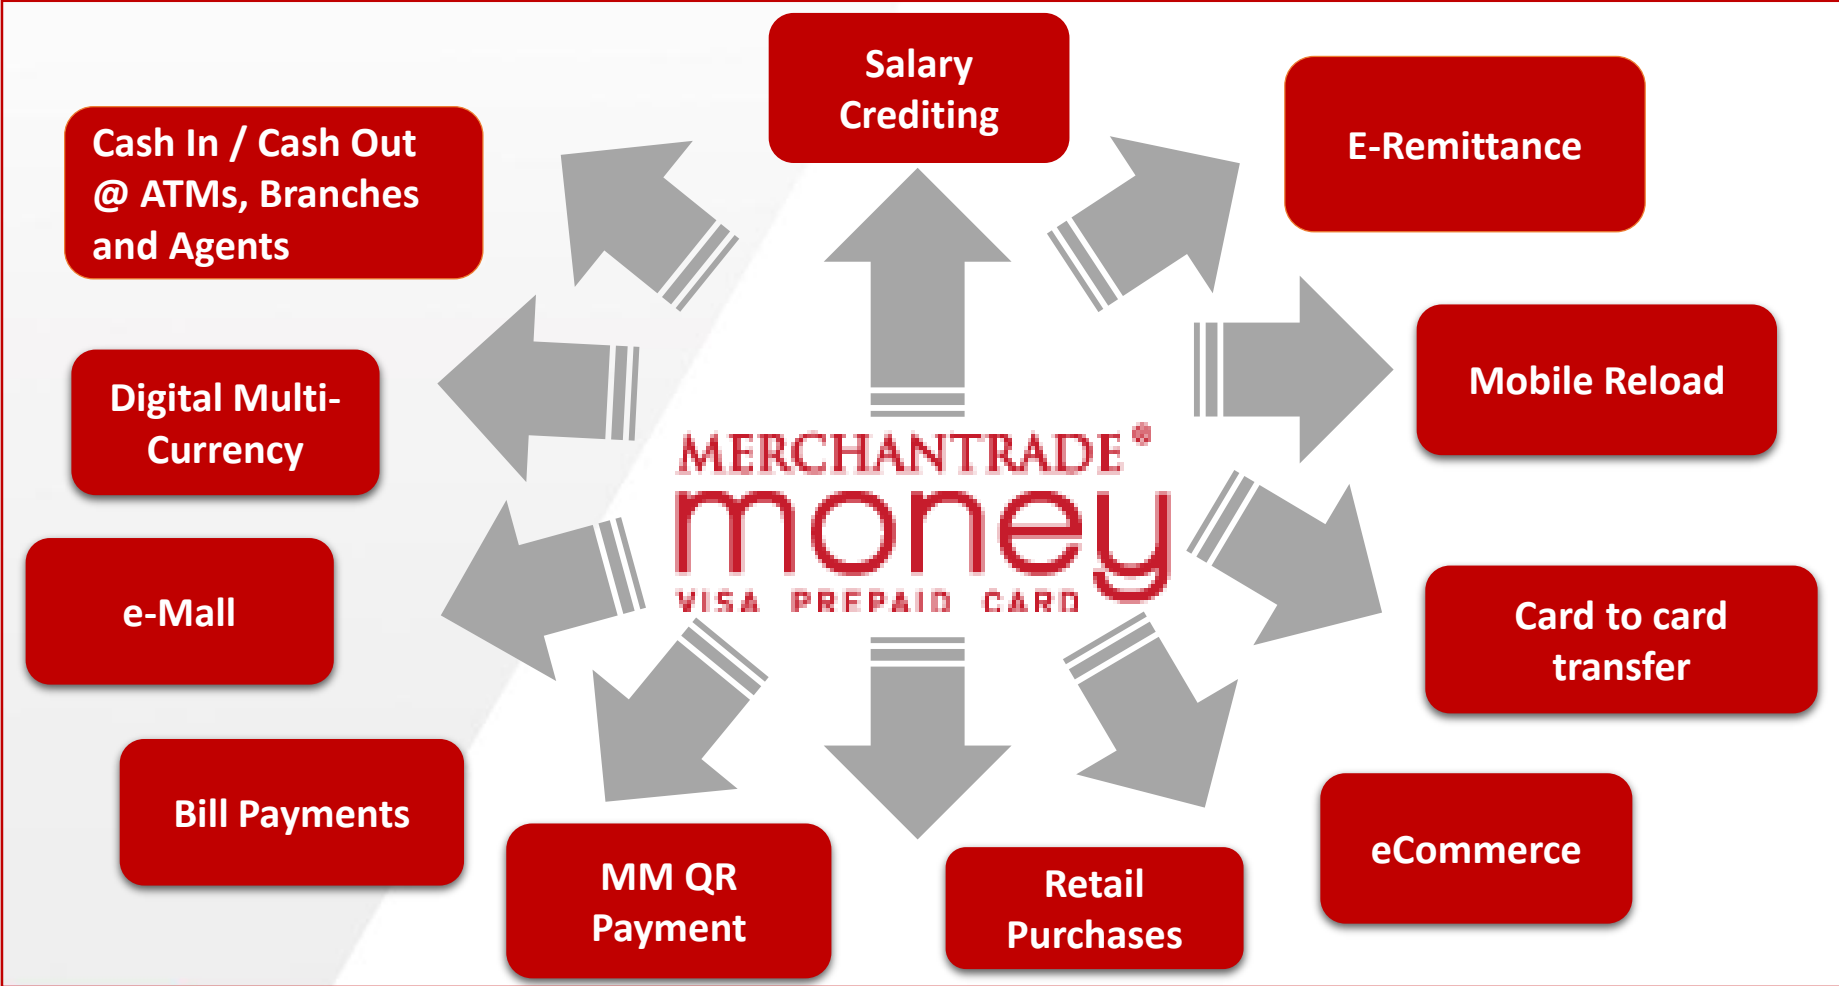 Salary
Crediting
E-Remittance
Cash In / Cash Out
@ ATMs, Branches
and Agents
Mobile Reload
Digital Multi-
Currency
MERCHANTRADE®
money
VISA PREPAID CARD
e-Mall
Card to card
transfer
Bill Payments
eCommerce
MM QR
Payment
Retail
Purchases